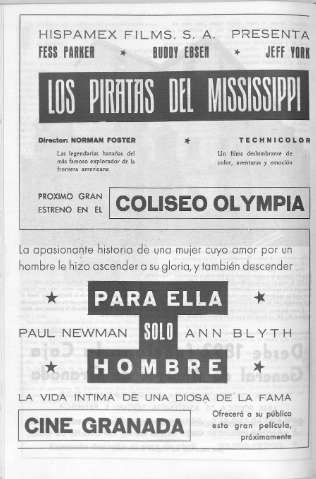 HISPAMEX FILMS, S. A. PRESENTA
FESS PARKER ★ BUDDY EBSEN ★ JEFF YORK
LOS PIRATAS DEL MISSISSIPPI
Director: NORMAN FOSTER ★ TECHNICOLOR
Las legendarias hazañas del
más famoso explorador de la
frontera americana
Un films deslumbrante de
color, aventuras y emoción
PROXIMO GRAN
ESTRENO EN ÉL
COLISEO OLYMPIA
La apasionante historia de una mujer cuyo amor por un
hombre le hizo ascender a su gloria, y también descender
★ PARA ELLA ★
PAUL NEWMAN SOLO ANN BLYTH
★ HOMBRE ★
LA VIDA INTIMA DE UNA DIOSA DE LA FAMA
CINE GRANADA
Ofrecerá a su público
esta gran película,
próximamente